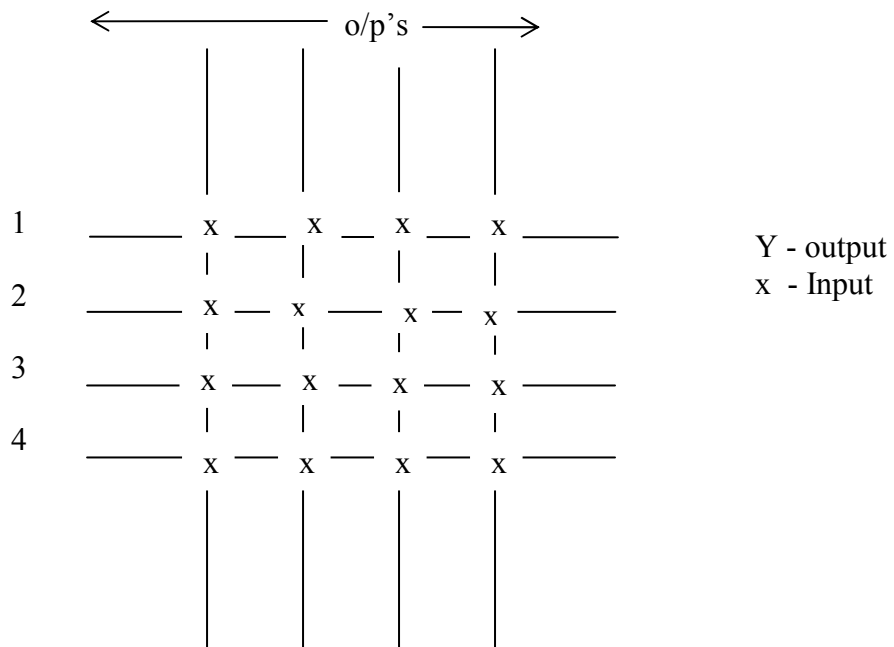 o/p’s
1 x x x x
Y - output
x - Input
2 x x x x
3 x x x x
4 x x x x